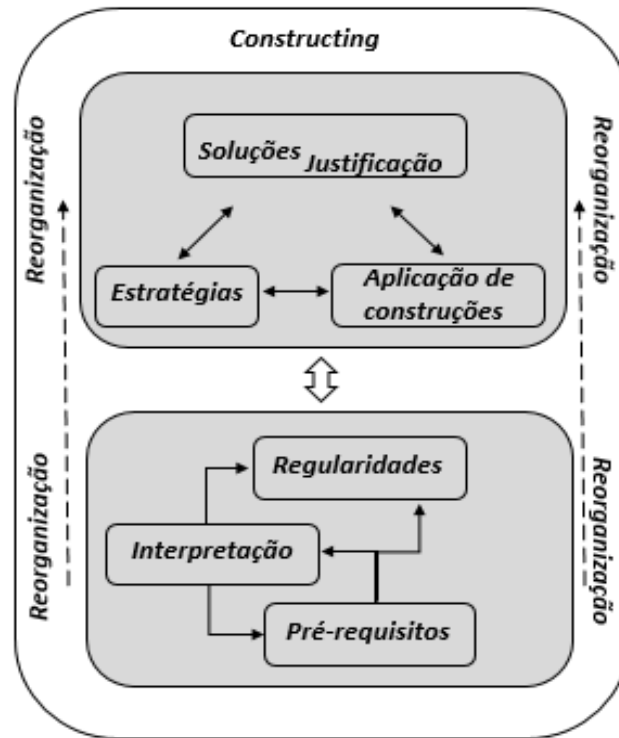 Constructing
Reorganização
Reorganização
Soluções Justificação
Estratégias
Aplicação de
construções
Reorganização
Reorganização
Regularidades
Interpretação
Pré-requisitos